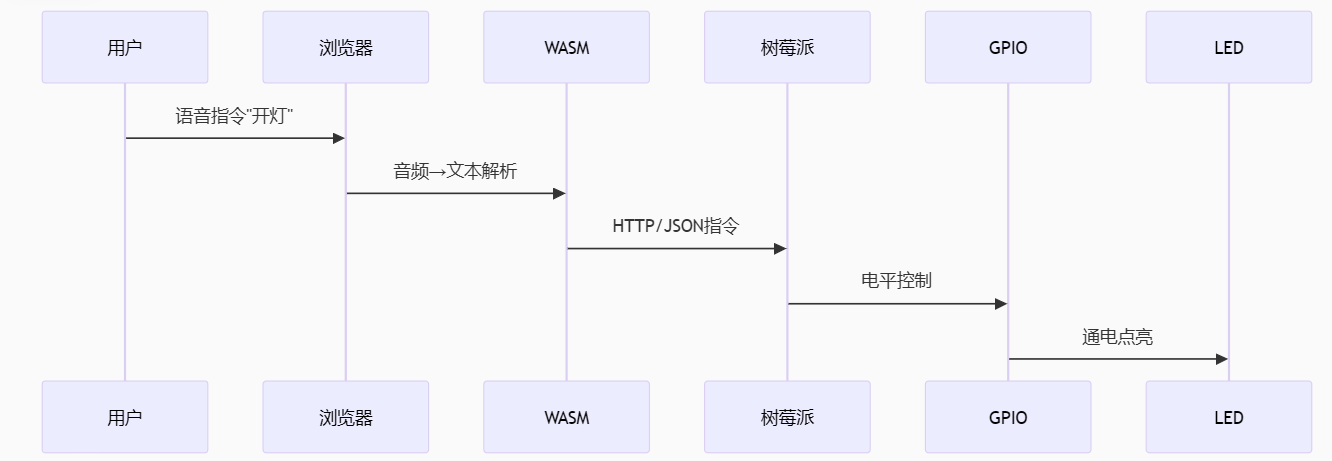 用户
浏览器
WASM
树莓派
GPIO
LED
语音指令"开灯"
音频→文本解析
HTTP/JSON指令
电平控制
通电点亮
用户
浏览器
WASM
树莓派
GPIO
LED